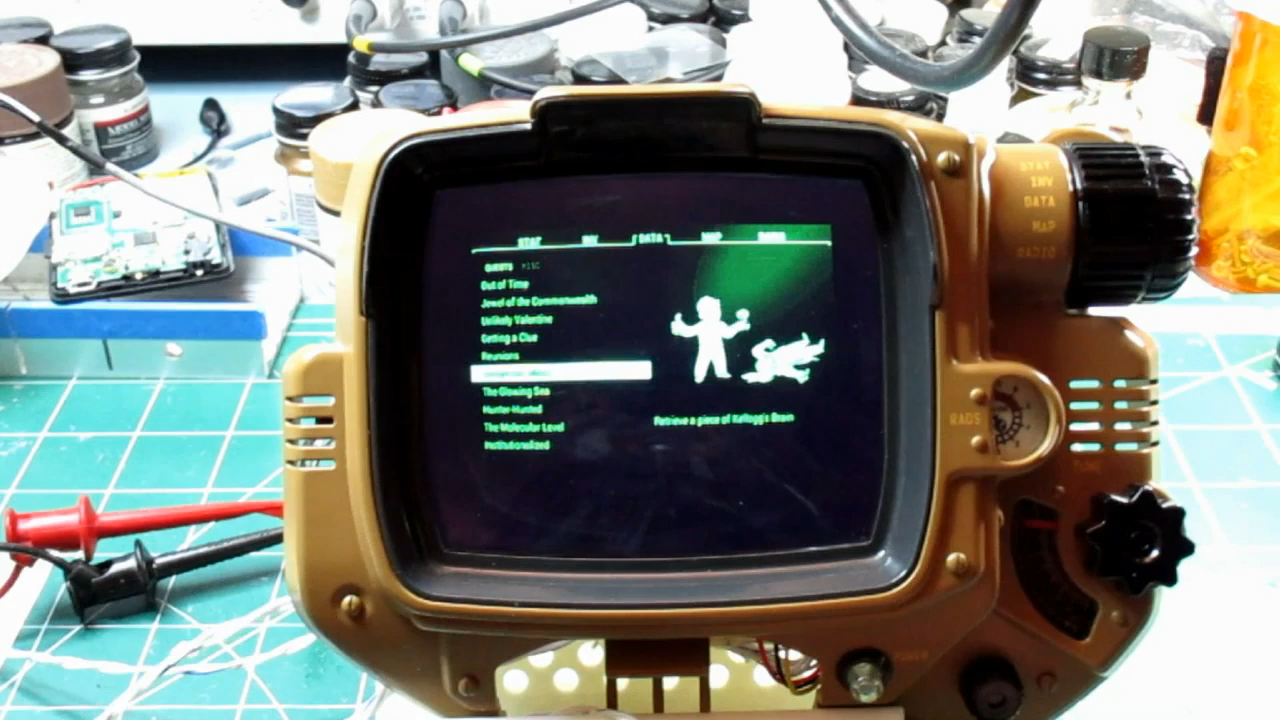 STAT INV DATA MAP RADIO
QUESTS MISC
Out of Time
Jewel of the Commonwealth
Unlikely Valentine
Getting a Clue
Reunions
The Glowing Sea
Hunter-Hunted
The Molecular Level
Institutionalized
Retrieve a piece of Kellogg's Brain
STAT
INV
DATA
MAP
RADIO
RADS
TUNE
POWER